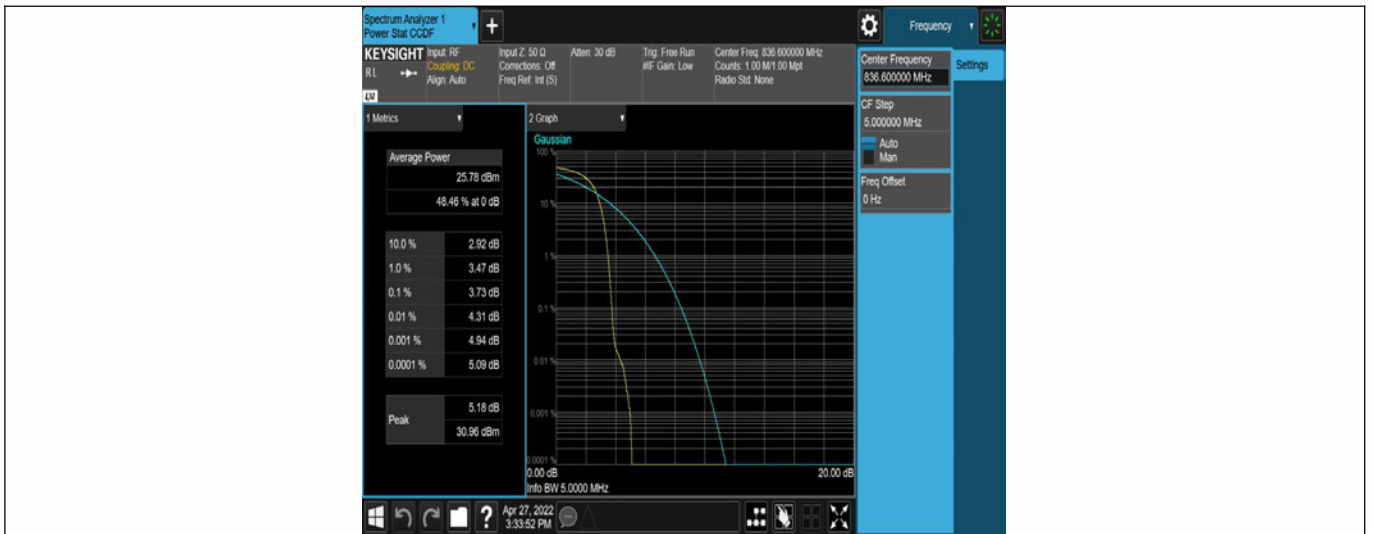 Spectrum Analyzer 1
Power Stat CCDF
+
Frequency
KEYSIGHT
RL
LXI
Input: RF
Coupling: DC
Align: Auto
Input Z: 50 Ω
Corrections: Off
Freq Ref: Int (S)
Atten: 30 dB
Trig: Free Run
#IF Gain: Low
Center Freq: 836.600000 MHz
Counts: 1.00 M/1.00 Mpt
Radio Std: None
Center Frequency
836.600000 MHz
Settings
CF Step
5.000000 MHz
Auto
Man
Freq Offset
0 Hz
1 Metrics
Average Power
25.78 dBm
48.46 % at 0 dB
10.0 % 2.92 dB
1.0 % 3.47 dB
0.1 % 3.73 dB
0.01 % 4.31 dB
0.001 % 4.94 dB
0.0001 % 5.09 dB
Peak
5.18 dB
30.96 dBm
2 Graph
Gaussian
100 %
10 %
1 %
0.1 %
0.01 %
0.001 %
0.0001 %
0.00 dB 20.00 dB
Info BW 5.0000 MHz
? Apr 27, 2022
3:33:52 PM